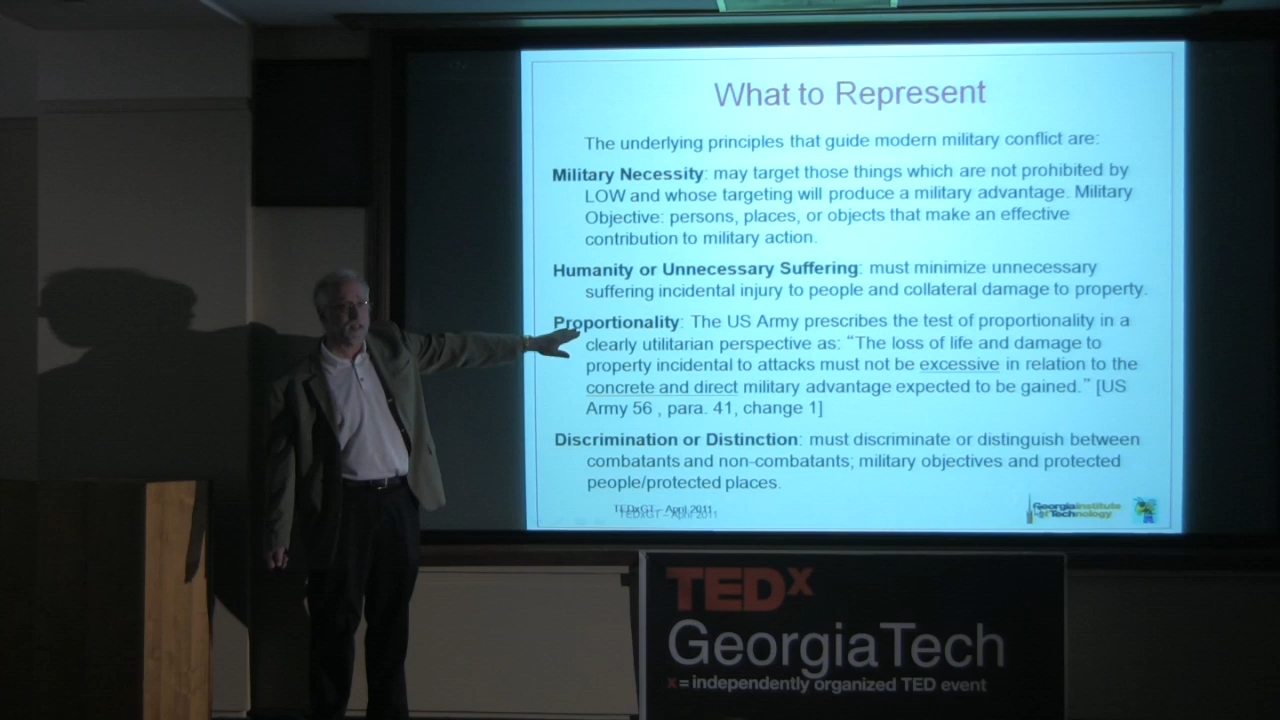 What to Represent
The underlying principles that guide modern military conflict are:
Military Necessity: may target those things which are not prohibited by
LOW and whose targeting will produce a military advantage. Military
Objective: persons, places, or objects that make an effective
contribution to military action.
Humanity or Unnecessary Suffering: must minimize unnecessary
suffering incidental injury to people and collateral damage to property.
Proportionality: The US Army prescribes the test of proportionality in a
clearly utilitarian perspective as: “The loss of life and damage to
property incidental to attacks must not be excessive in relation to the
concrete and direct military advantage expected to be gained.” [US
Army 56 , para. 41, change 1]
Discrimination or Distinction: must discriminate or distinguish between
combatants and non-combatants; military objectives and protected
people/protected places.
TEDxGT – April 2011
TEDxGT – April 2011
GeorgiaInstitute
of Technology
TEDx
GeorgiaTech
x = independently organized TED event